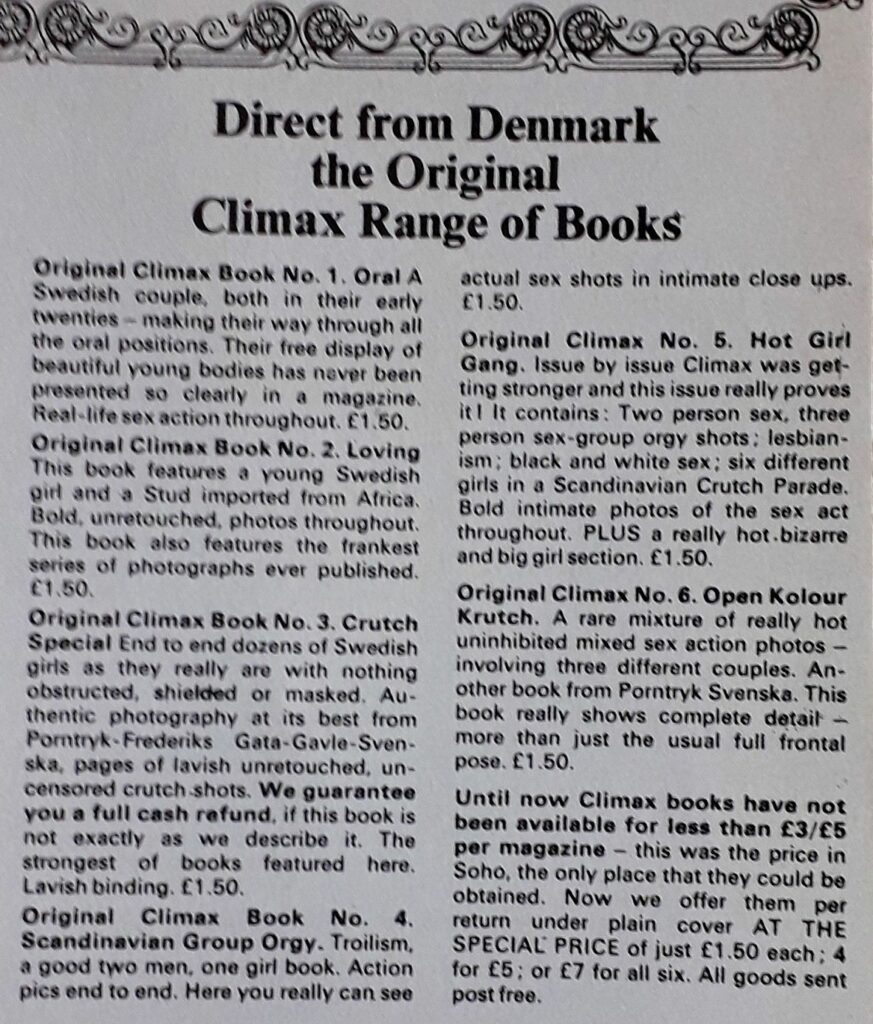 Direct from Denmark
the Original
Climax Range of Books
Original Climax Book No. 1. Oral A
Swedish couple, both in their early
twenties – making their way through all
the oral positions. Their free display of
beautiful young bodies has never been
presented so clearly in a magazine.
Real-life sex action throughout. £1.50.
Original Climax Book No. 2. Loving
This book features a young Swedish
girl and a Stud imported from Africa.
Bold, unretouched, photos throughout.
This book also features the frankest
series of photographs ever published.
£1.50.
Original Climax Book No. 3. Crutch
Special End to end dozens of Swedish
girls as they really are with nothing
obstructed, shielded or masked. Au-
thentic photography at its best from
Porntryk-Frederiks Gata-Gavle-Sven-
ska, pages of lavish unretouched, un-
censored crutch shots. We guarantee
you a full cash refund, if this book is
not exactly as we describe it. The
strongest of books featured here.
Lavish binding. £1.50.
Original Climax Book No. 4.
Scandinavian Group Orgy. Troilism,
a good two men, one girl book. Action
pics end to end. Here you really can see
actual sex shots in intimate close ups.
£1.50.
Original Climax No. 5. Hot Girl
Gang. Issue by issue Climax was get-
ting stronger and this issue really proves
it! It contains: Two person sex, three
person sex-group orgy shots; lesbian-
ism; black and white sex; six different
girls in a Scandinavian Crutch Parade.
Bold intimate photos of the sex act
throughout. PLUS a really hot bizarre
and big girl section. £1.50.
Original Climax No. 6. Open Kolour
Krutch. A rare mixture of really hot
uninhibited mixed sex action photos –
involving three different couples. An-
other book from Porntryk Svenska. This
book really shows complete detail –
more than just the usual full frontal
pose. £1.50.
Until now Climax books have not
been available for less than £3/£5
per magazine – this was the price in
Soho, the only place that they could be
obtained. Now we offer them per
return under plain cover AT THE
SPECIAL PRICE of just £1.50 each; 4
for £5; or £7 for all six. All goods sent
post free.